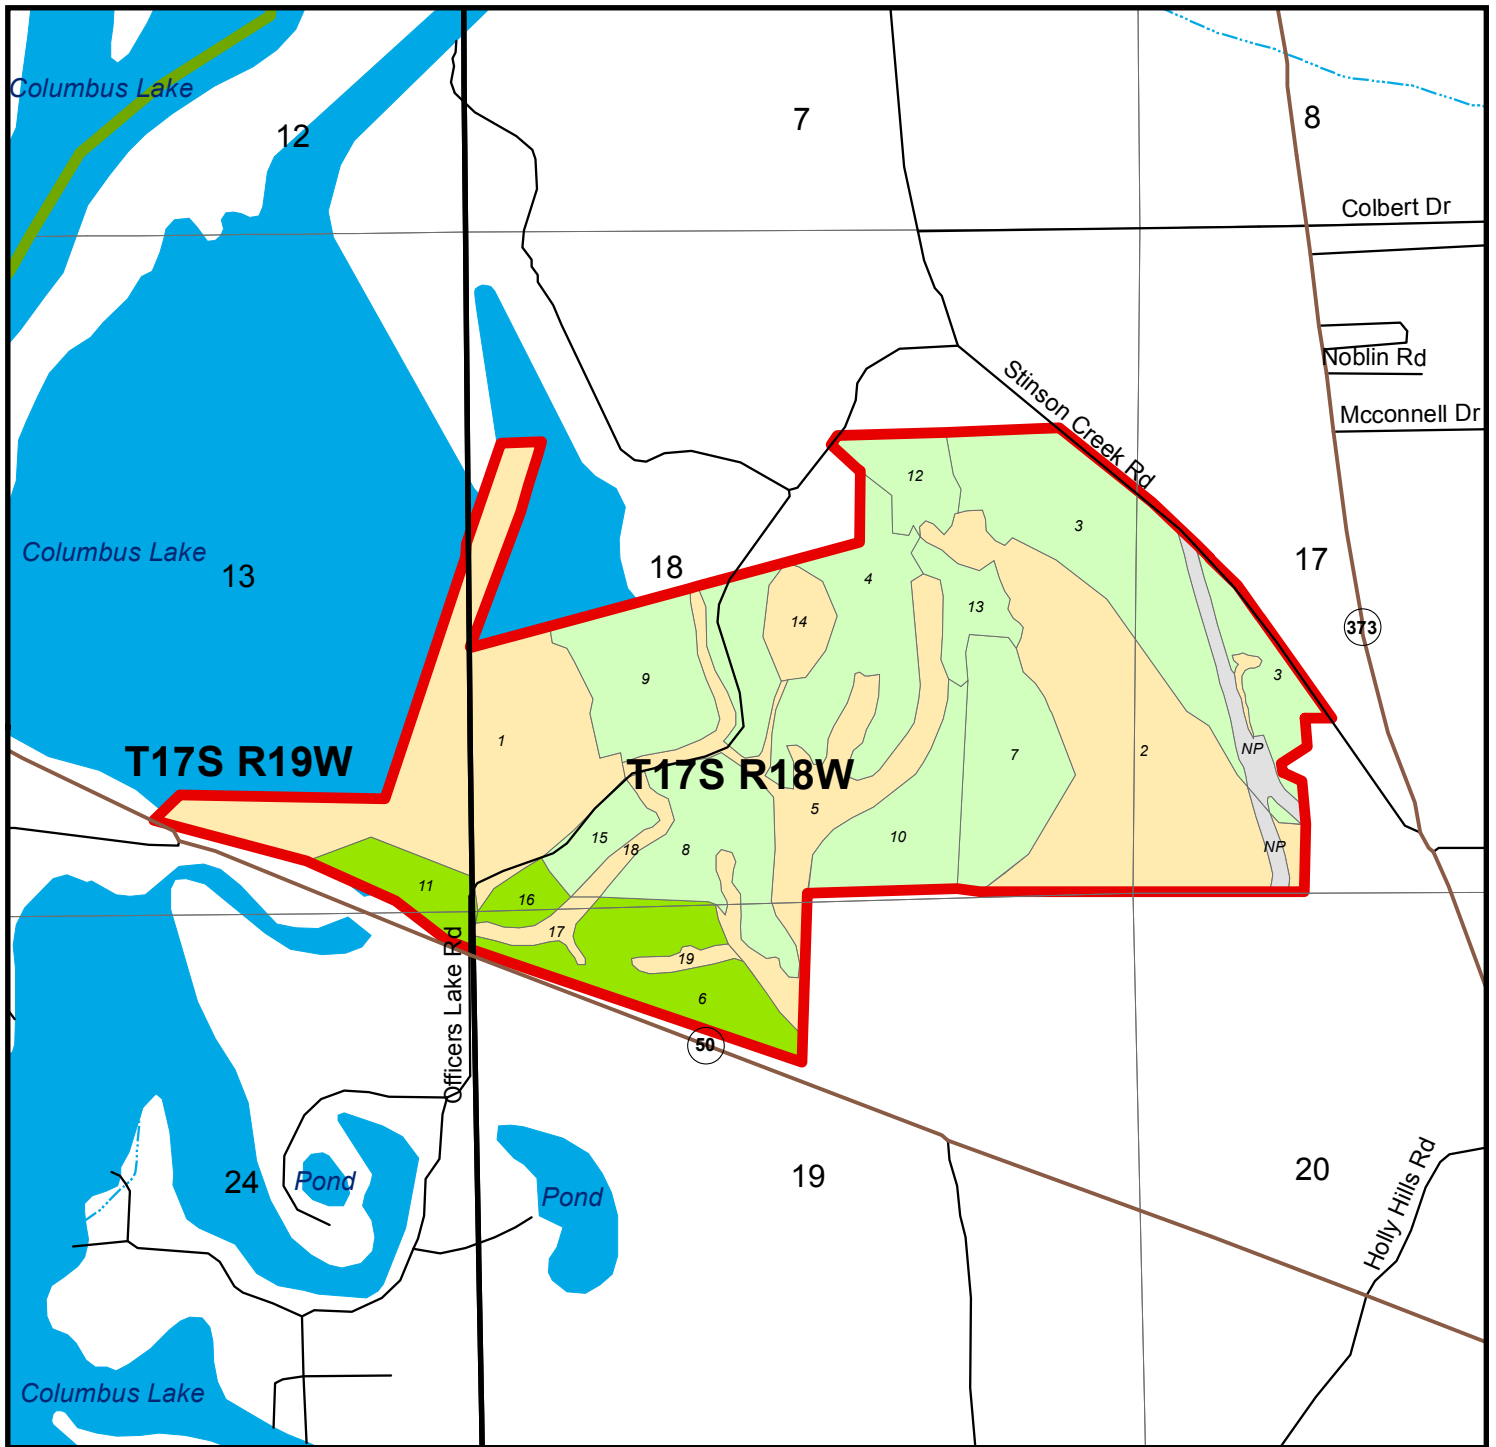 Columbus Lake
12
7
8
Colbert Dr
Noblin Rd
Mcconnell Dr
Stinson Creek Rd
12
3
Columbus Lake
13
18
17
4
13
14
373
9
3
1
T17S R19W
T17S R18W
7
2
NP
5
15
18
8
10
NP
11
16
17
19
6
Officers Lake Rd
50
24
Pond
Pond
19
20
Holly Hills Rd
Columbus Lake